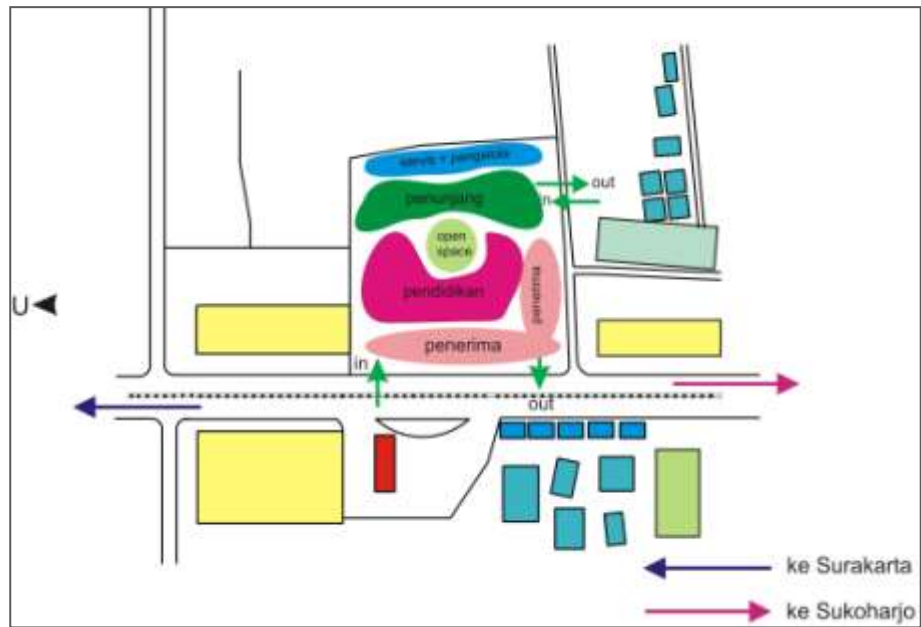 servis + pengelola
out
penunjang
in
open
space
penerima
pendidikan
U
penerima
in
out
ke Surakarta
ke Sukoharjo